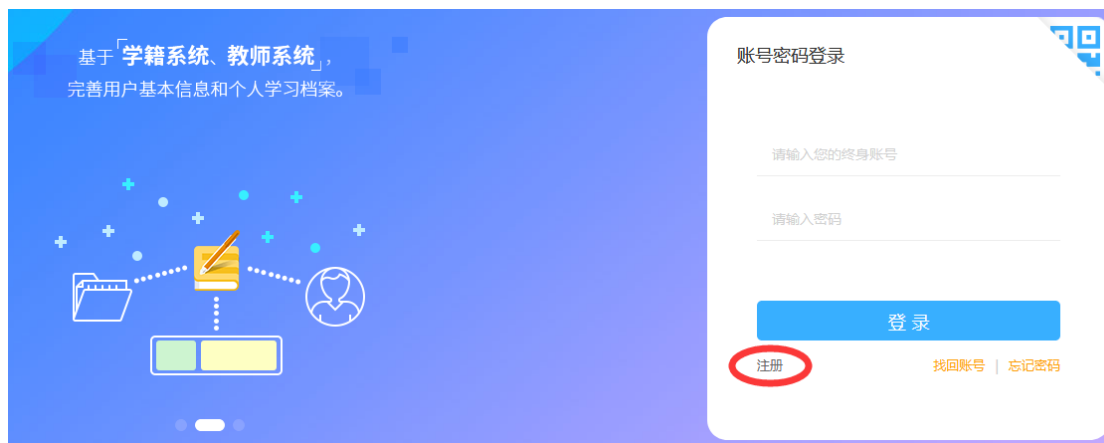 基于「学籍系统、教师系统」，
完善用户基本信息和个人学习档案。
账号密码登录
请输入您的终身账号
请输入密码
登 录
注册
找回账号 | 忘记密码